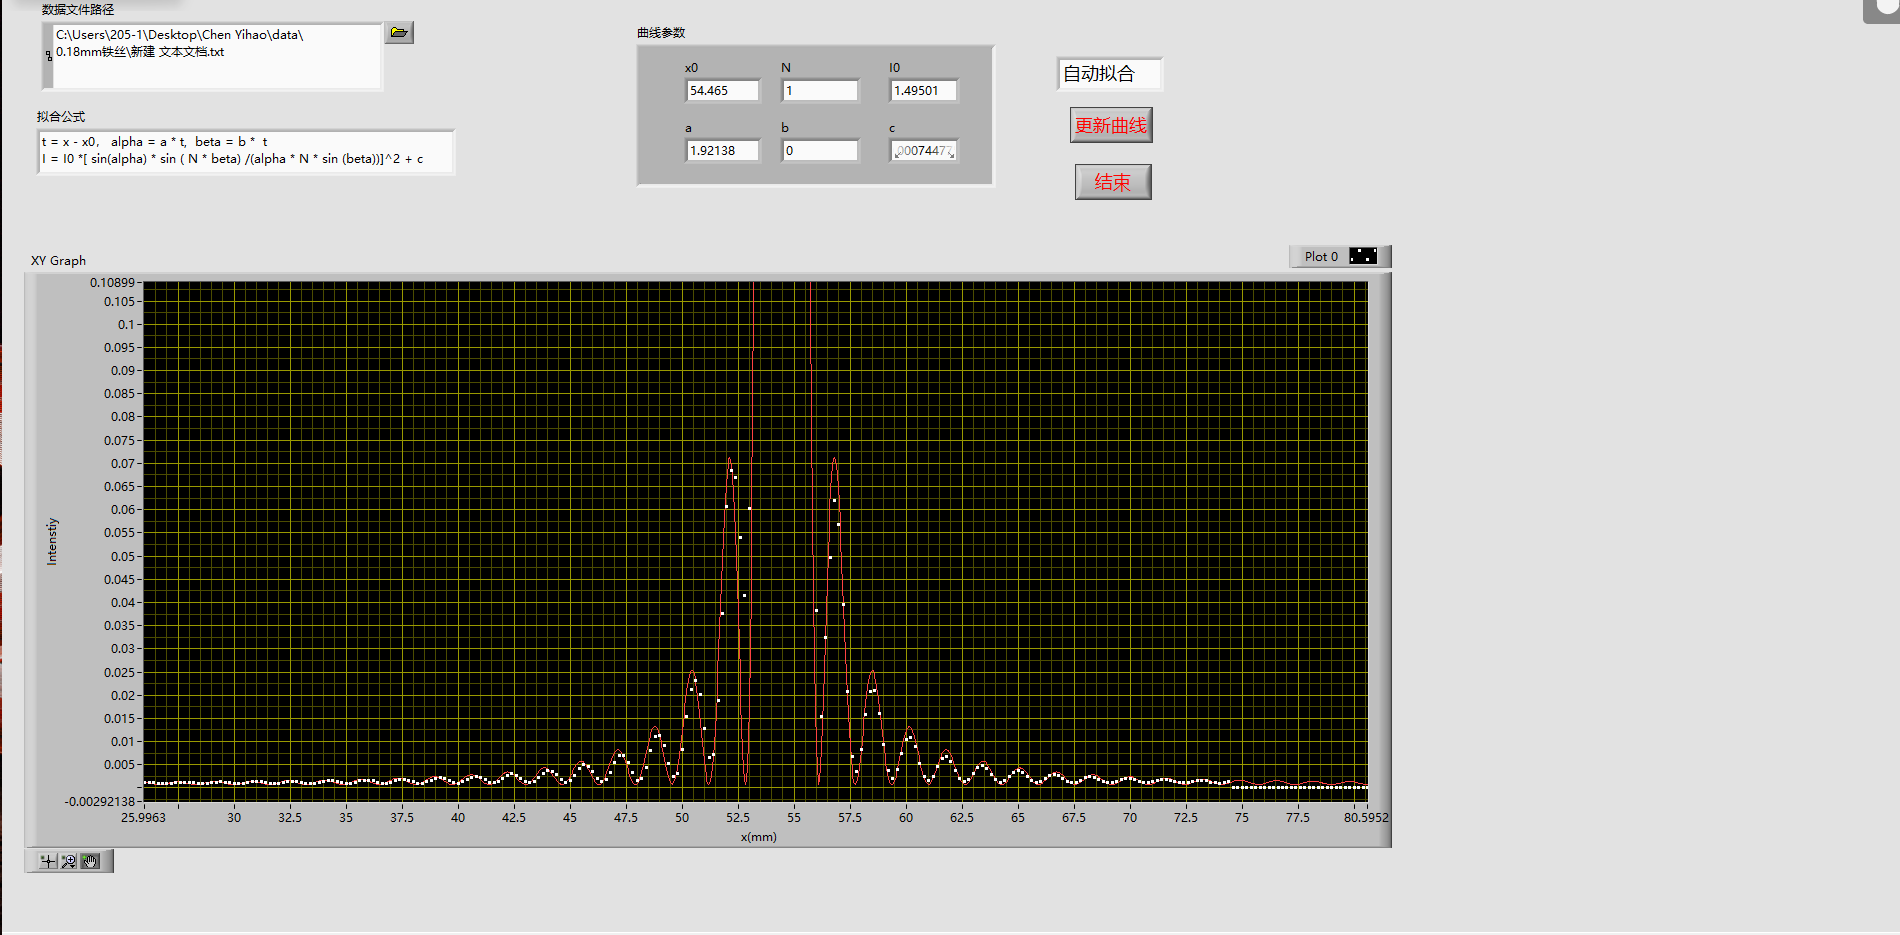 数据文件路径
C:\Users\205-1\Desktop\Chen Yihao\data\
0.18mm铁丝\新建 文本文档.txt
拟合公式
t = x - x0， alpha = a * t, beta = b * t
I = I0 *[ sin(alpha) * sin ( N * beta) /(alpha * N * sin (beta))]^2 + c
曲线参数
x0 N I0
54.465 1 1.49501
a b c
1.92138 0 .00074477
自动拟合
更新曲线
结束
XY Graph
Plot 0
0.10899
0.105
0.1
0.095
0.09
0.085
0.08
0.075
0.07
0.065
0.06
0.055
0.05
0.045
0.04
0.035
0.03
0.025
0.02
0.015
0.01
0.005
-0.00292138
Intenstiy
25.9963 30 32.5 35 37.5 40 42.5 45 47.5 50 52.5 55 57.5 60 62.5 65 67.5 70 72.5 75 77.5 80.5952
x(mm)